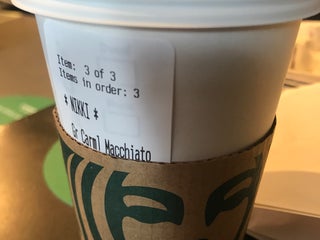 Item: 3 of 3
Items in order: 3
* NIKKI *
Gr Carml Macchiato